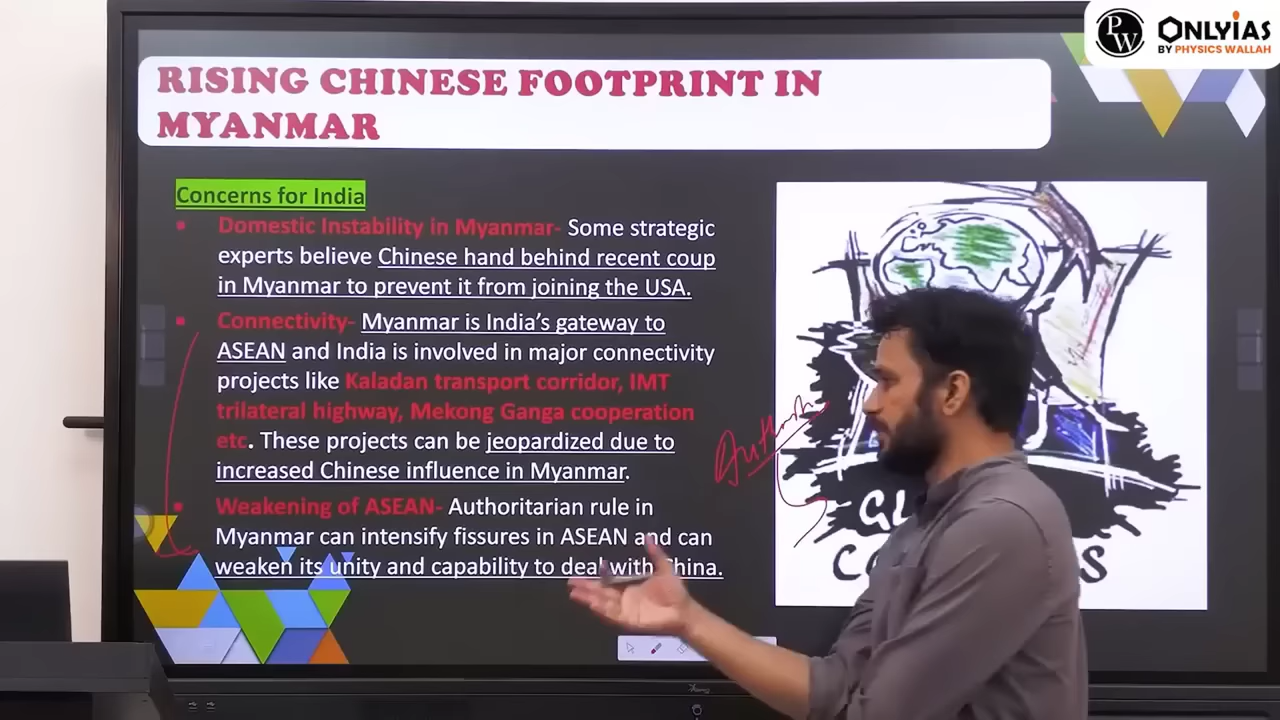 PW ONLYIAS
BY PHYSICS WALLAH
RISING CHINESE FOOTPRINT IN
MYANMAR
Concerns for India
• Domestic Instability in Myanmar- Some strategic
experts believe Chinese hand behind recent coup
in Myanmar to prevent it from joining the USA.
• Connectivity- Myanmar is India's gateway to
ASEAN and India is involved in major connectivity
projects like Kaladan transport corridor, IMT
trilateral highway, Mekong Ganga cooperation
etc. These projects can be jeopardized due to
increased Chinese influence in Myanmar.
• Weakening of ASEAN- Authoritarian rule in
Myanmar can intensify fissures in ASEAN and can
weaken its unity and capability to deal with China.